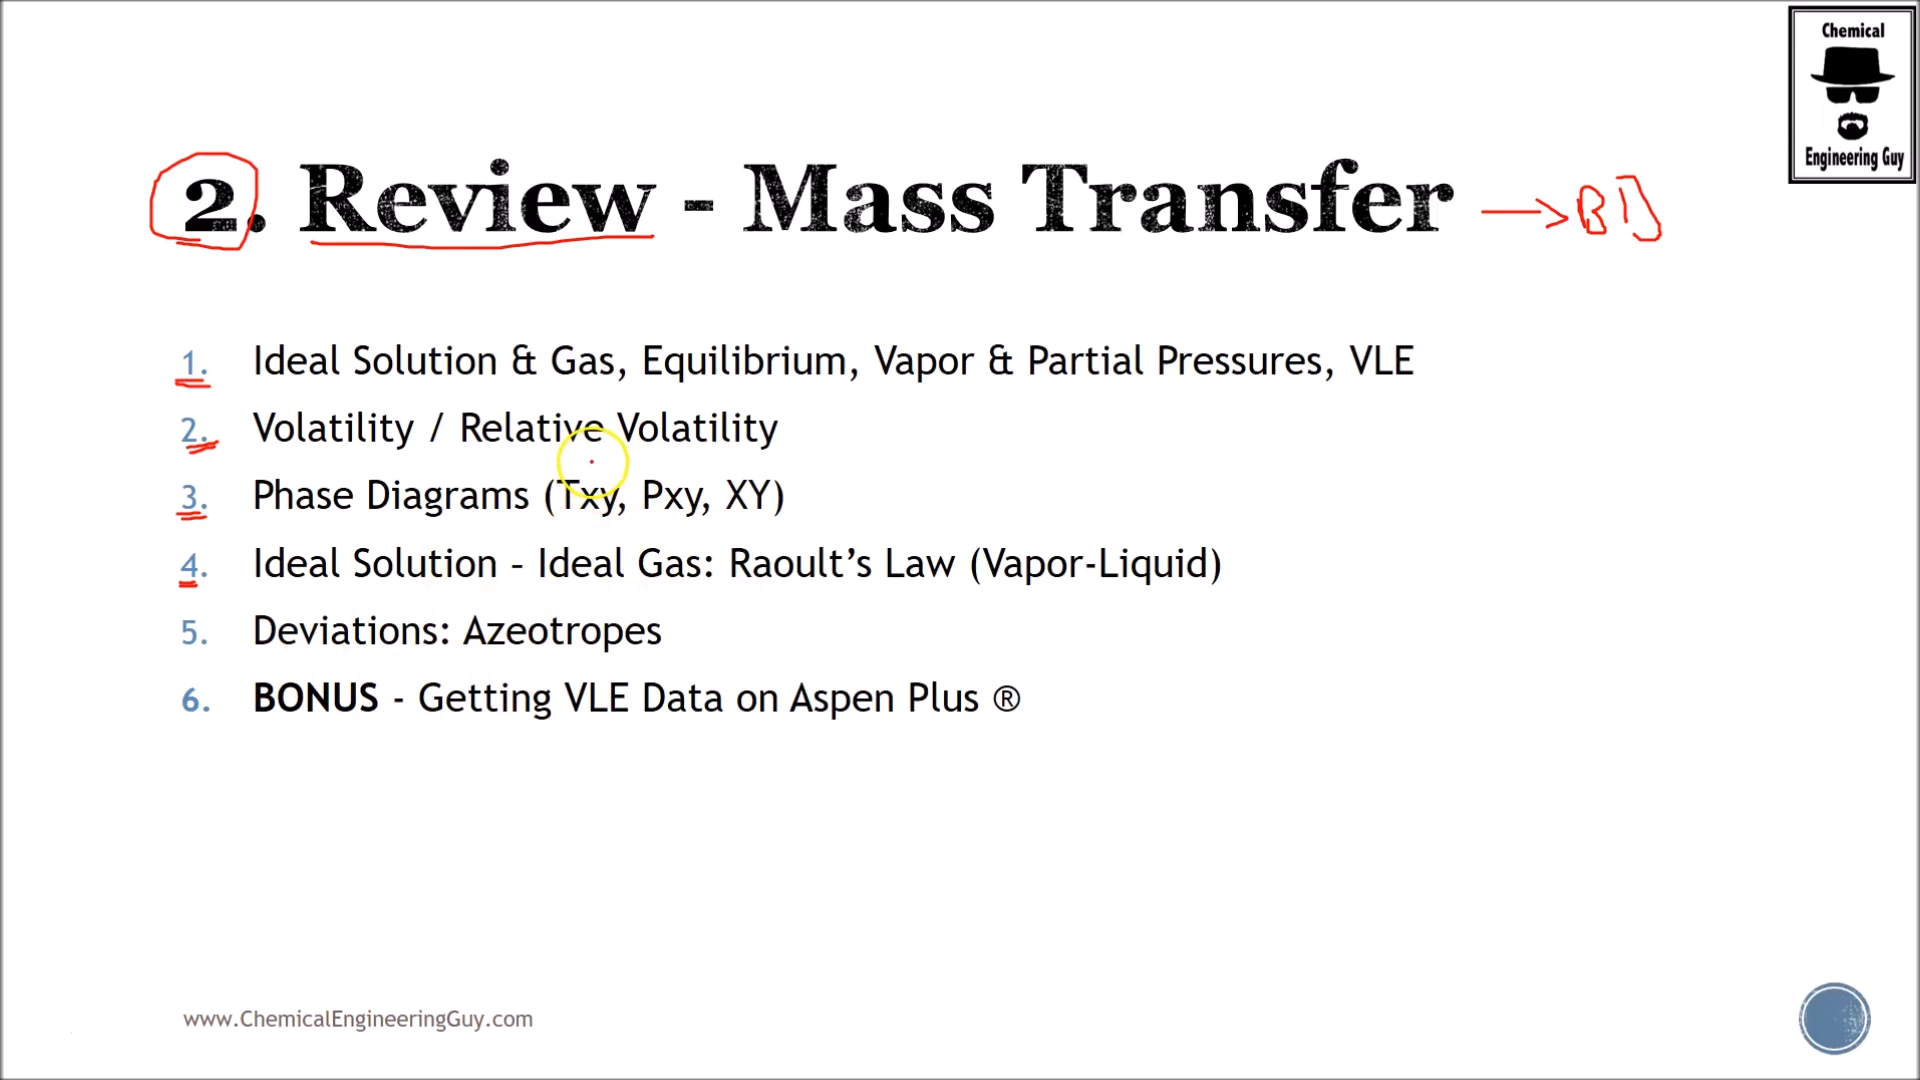 Chemical
Engineering Guy
2. Review - Mass Transfer
1. Ideal Solution & Gas, Equilibrium, Vapor & Partial Pressures, VLE
2. Volatility / Relative Volatility
3. Phase Diagrams (Txy, Pxy, XY)
4. Ideal Solution – Ideal Gas: Raoult’s Law (Vapor-Liquid)
5. Deviations: Azeotropes
6. BONUS - Getting VLE Data on Aspen Plus ®
www.ChemicalEngineeringGuy.com